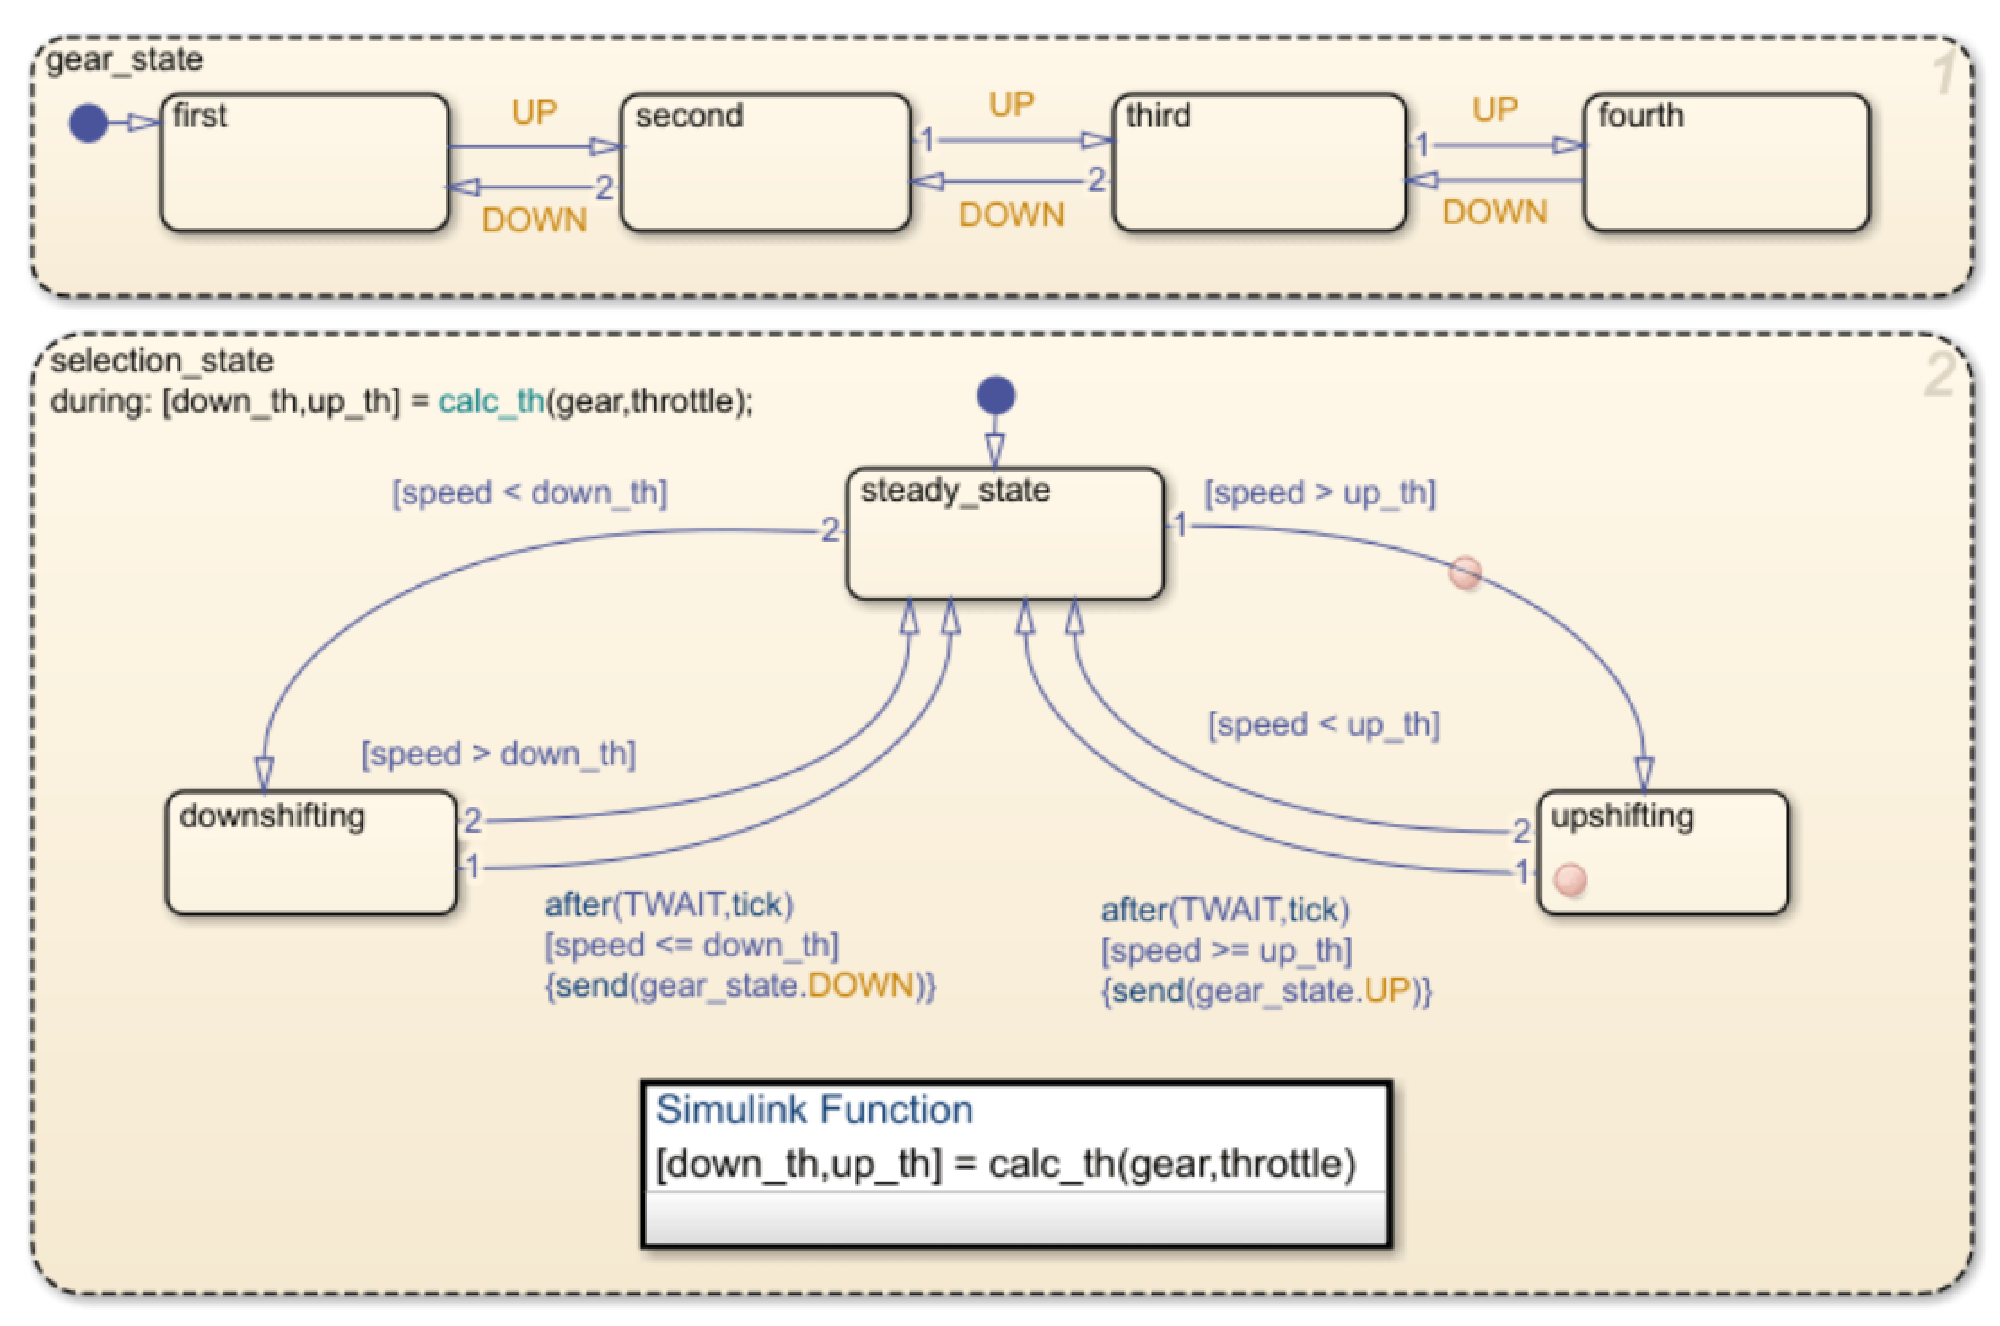 gear_state
1
first
UP
second
UP
third
UP
fourth
1
1
2
2
DOWN
DOWN
DOWN
selection_state
2
during: [down_th,up_th] = calc_th(gear,throttle);
[speed < down_th]
steady_state
[speed > up_th]
2
1
[speed > down_th]
[speed < up_th]
downshifting
2
1
upshifting
2
1
after(TWAIT,tick)
[speed <= down_th]
{send(gear_state.DOWN)}
after(TWAIT,tick)
[speed >= up_th]
{send(gear_state.UP)}
Simulink Function
[down_th,up_th] = calc_th(gear,throttle)